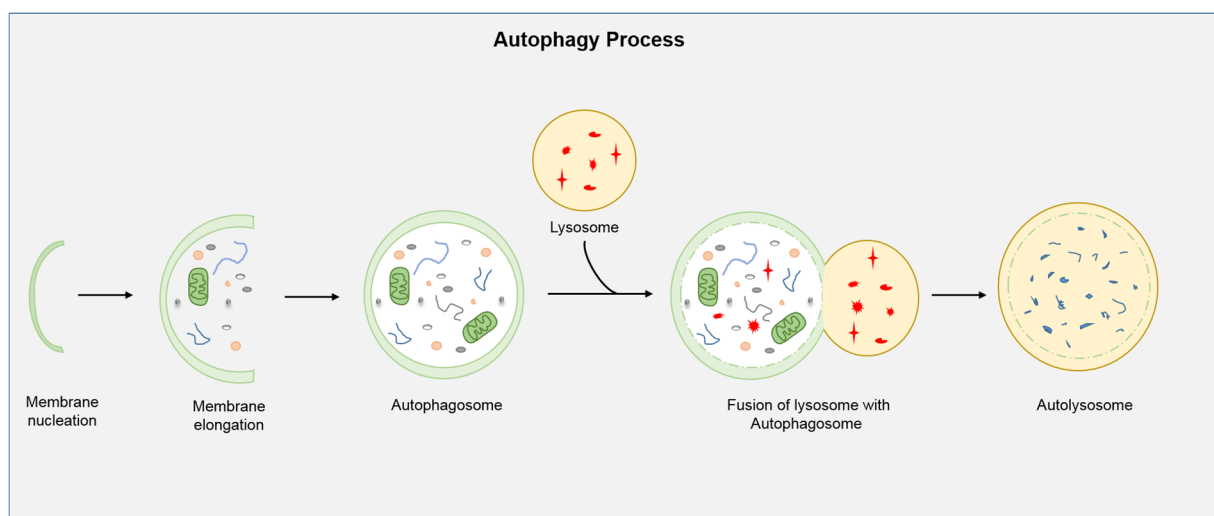 Autophagy Process
Lysosome
Membrane
nucleation
Membrane
elongation
Autophagosome
Fusion of lysosome with
Autophagosome
Autolysosome